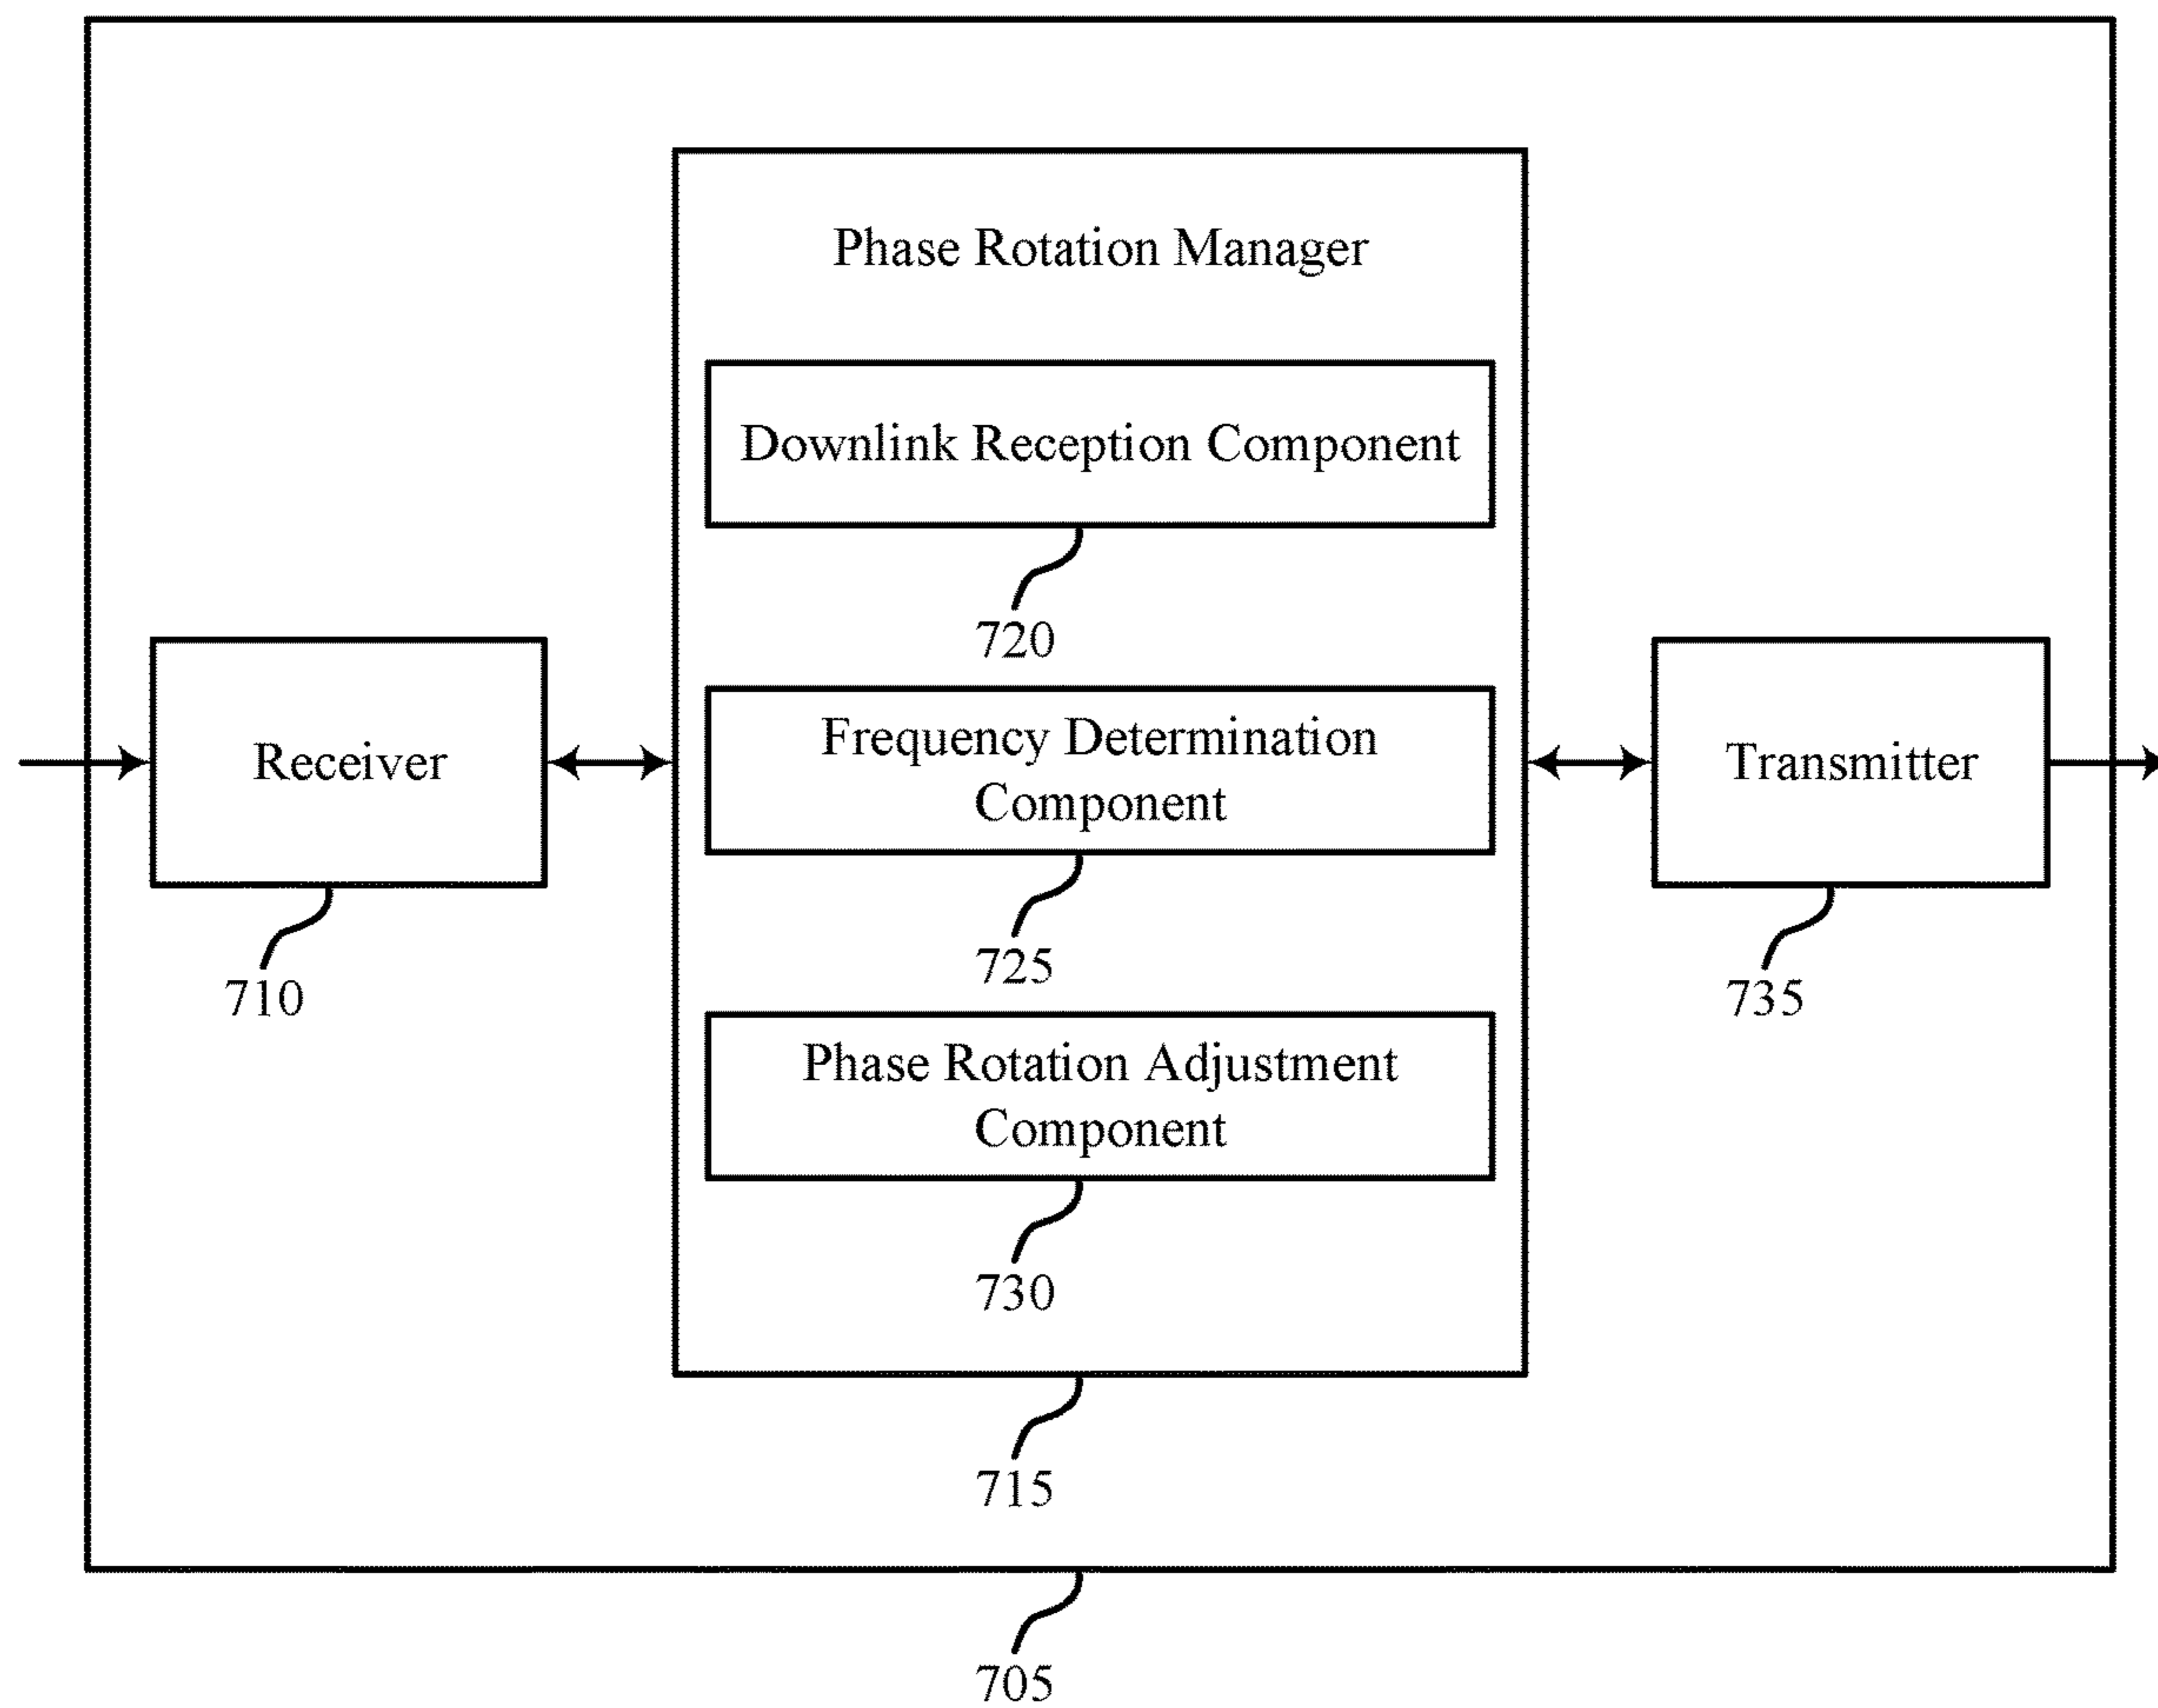 Phase Rotation Manager
Downlink Reception Component
720
Receiver
710
Frequency Determination
Component
725
Transmitter
735
Phase Rotation Adjustment
Component
730
715
705